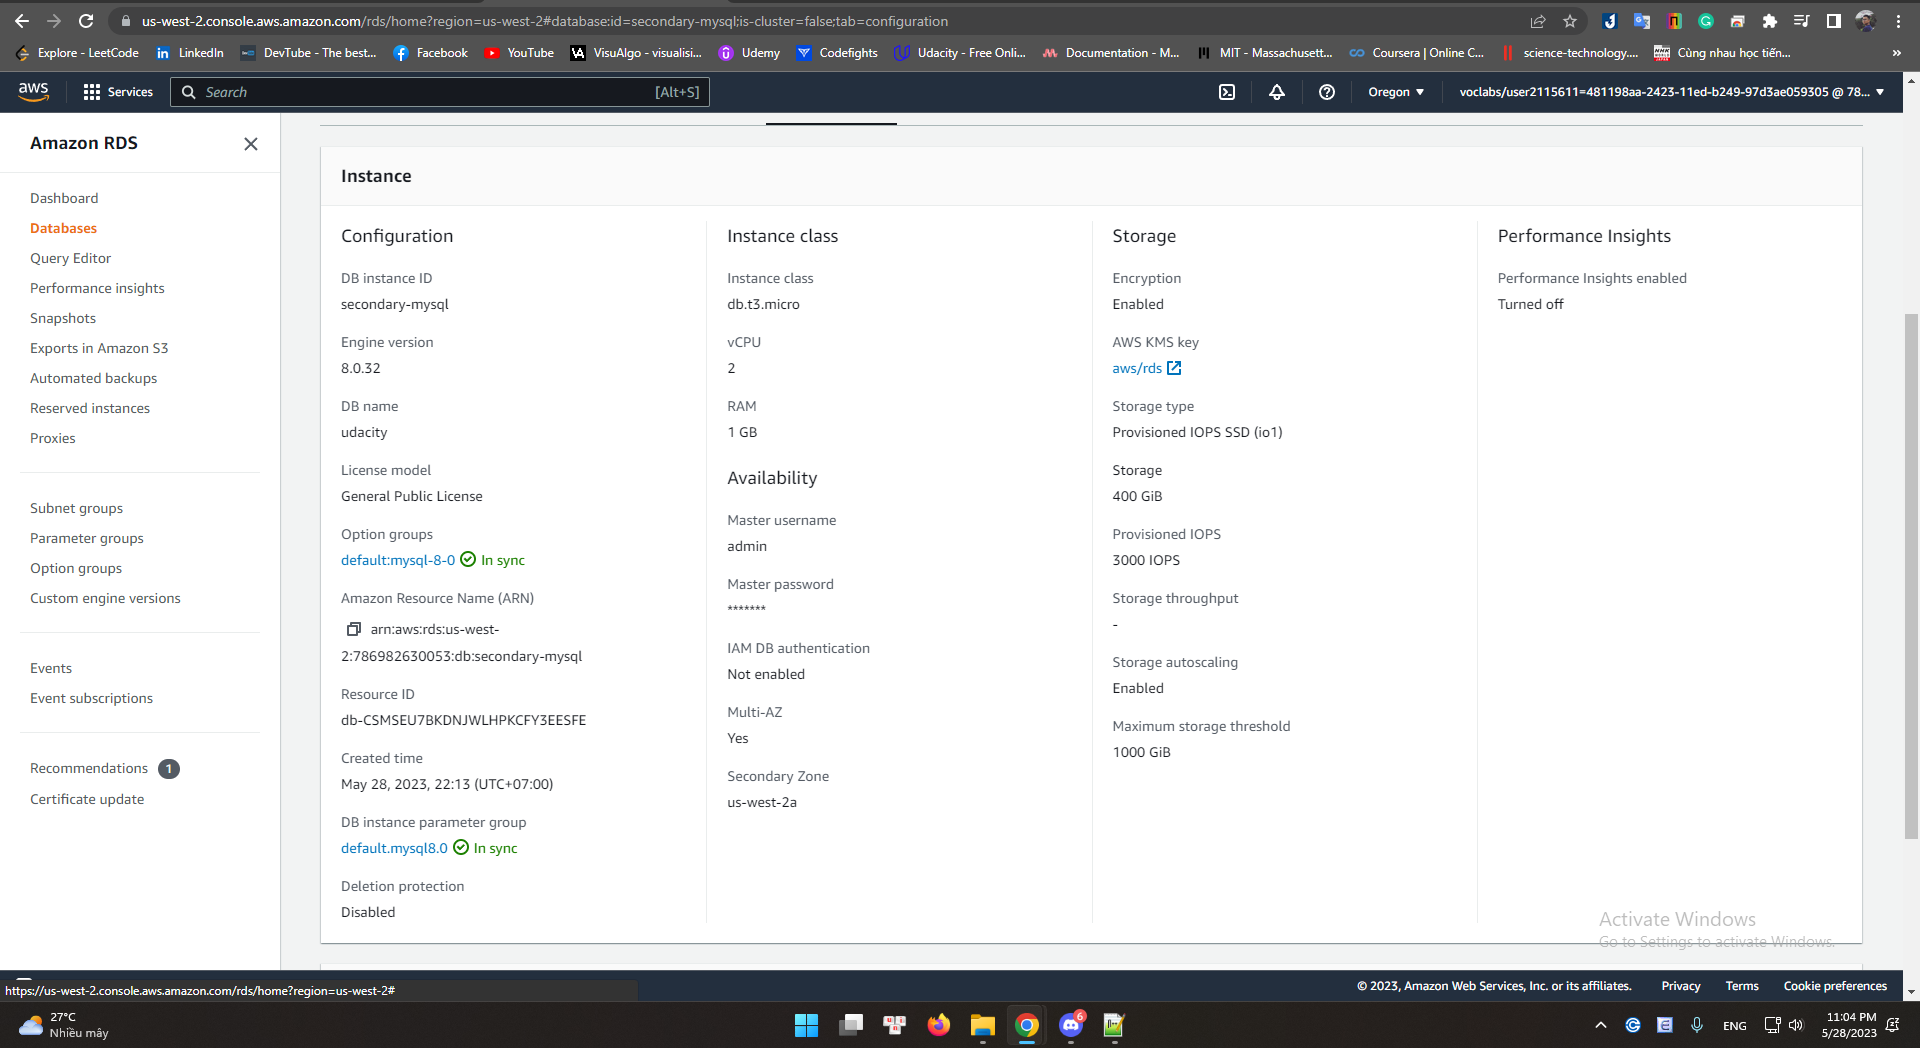 us-west-2.console.aws.amazon.com/rds/home?region=us-west-2#database:id=secondary-mysql;is-cluster=false;tab=configuration
Explore - LeetCode
LinkedIn
DevTube - The best...
Facebook
YouTube
VisuAlgo - visualisi...
Udemy
Codefights
Udacity - Free Onli...
Documentation - M...
MIT - Massachusett...
Coursera | Online C...
science-technology....
Cùng nhau học tiến...
»
aws
Services
Search
[Alt+S]
Oregon
voclabs/user2115611=481198aa-2423-11ed-b249-97d3ae059305 @ 78...
Amazon RDS
Dashboard
Databases
Query Editor
Performance insights
Snapshots
Exports in Amazon S3
Automated backups
Reserved instances
Proxies
Subnet groups
Parameter groups
Option groups
Custom engine versions
Events
Event subscriptions
Recommendations 1
Certificate update
Instance
Configuration
DB instance ID
secondary-mysql
Engine version
8.0.32
DB name
udacity
License model
General Public License
Option groups
default:mysql-8-0 In sync
Amazon Resource Name (ARN)
arn:aws:rds:us-west-
2:786982630053:db:secondary-mysql
Resource ID
db-CSMSEU7BKDNJWLHPKCFY3EESFE
Created time
May 28, 2023, 22:13 (UTC+07:00)
DB instance parameter group
default.mysql8.0 In sync
Deletion protection
Disabled
Instance class
Instance class
db.t3.micro
vCPU
2
RAM
1 GB
Availability
Master username
admin
Master password
*******
IAM DB authentication
Not enabled
Multi-AZ
Yes
Secondary Zone
us-west-2a
Storage
Encryption
Enabled
AWS KMS key
aws/rds
Storage type
Provisioned IOPS SSD (io1)
Storage
400 GiB
Provisioned IOPS
3000 IOPS
Storage throughput
-
Storage autoscaling
Enabled
Maximum storage threshold
1000 GiB
Performance Insights
Performance Insights enabled
Turned off
Activate Windows
Go to Settings to activate Windows.
https://us-west-2.console.aws.amazon.com/rds/home?region=us-west-2#
© 2023, Amazon Web Services, Inc. or its affiliates.
Privacy
Terms
Cookie preferences
27°C
Nhiều mây
6
ENG
11:04 PM
5/28/2023